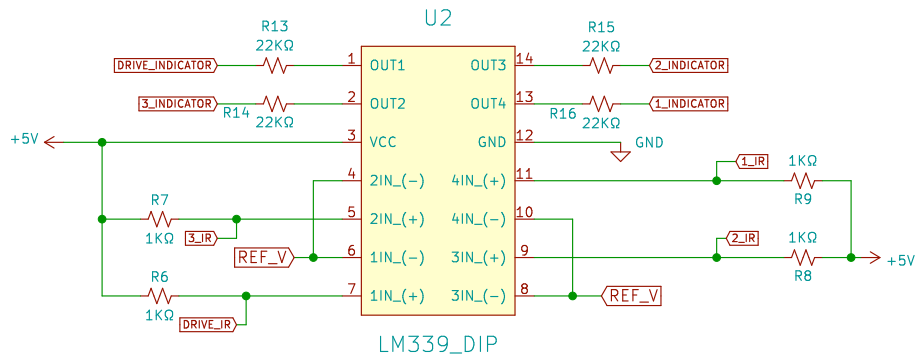 U2
R13
22KΩ
R15
22KΩ
DRIVE_INDICATOR
1
OUT1
OUT3
14
2_INDICATOR
3_INDICATOR
R14
22KΩ
2
OUT2
OUT4
13
R16
22KΩ
1_INDICATOR
+5V
3
VCC
GND
12
GND
4
2IN_(-)
4IN_(+)
11
1_IR
1KΩ
R9
R7
1KΩ
5
2IN_(+)
4IN_(-)
10
3_IR
REF_V
6
1IN_(-)
3IN_(+)
9
2_IR
1KΩ
R8
+5V
R6
1KΩ
7
1IN_(+)
3IN_(-)
8
REF_V
DRIVE_IR
LM339_DIP